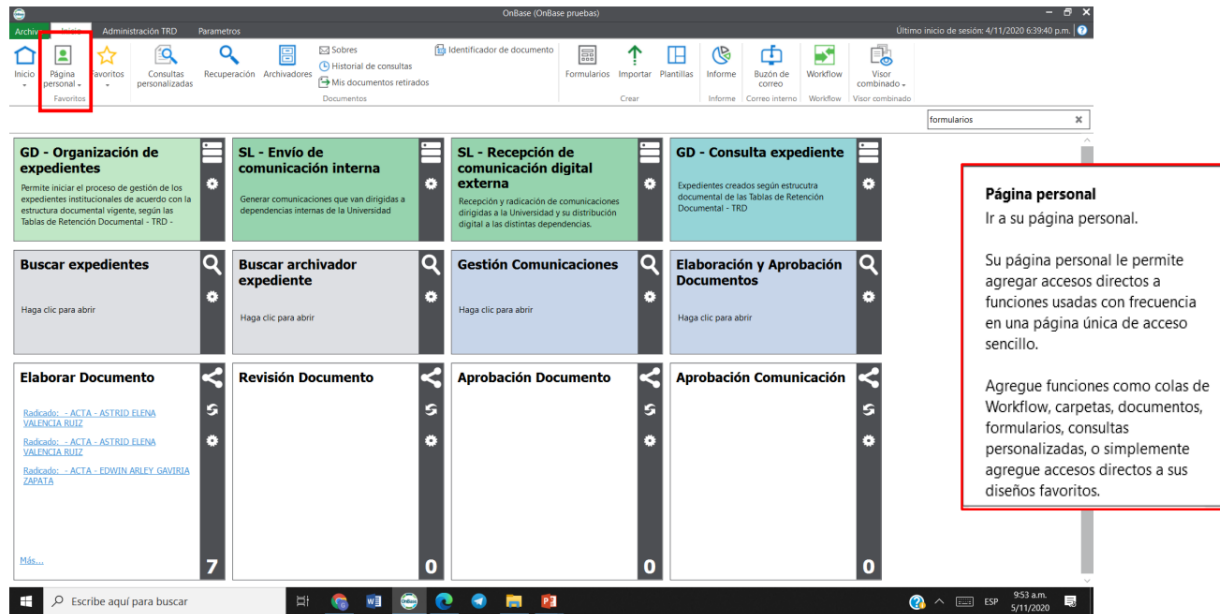 OnBase (OnBase pruebas)
Archivo Inicio Administración TRD Parametros
Último inicio de sesión: 4/11/2020 6:39:40 p.m.
Inicio
Página personal
Favoritos
Consultas personalizadas
Recuperación
Archivadores
Sobres
Historial de consultas
Mis documentos retirados
Identificador de documento
Formularios
Importar
Plantillas
Informe
Buzón de correo
Workflow
Visor combinado
Favoritos
Documentos
Crear
Informe
Correo interno
Workflow
Visor combinado
formularios
GD - Organización de
expedientes
Permite iniciar el proceso de gestión de los
expedientes institucionales de acuerdo con la
estructura documental vigente, según las
Tablas de Retención Documental - TRD -
SL - Envío de
comunicación interna
Generar comunicaciones que van dirigidas a
dependencias internas de la Universidad
SL - Recepción de
comunicación digital
externa
Recepción y radicación de comunicaciones
dirigidas a la Universidad y su distribución
digital a las distintas dependencias.
GD - Consulta expediente
Expedientes creados según estrucutra
documental de las Tablas de Retención
Documental - TRD
Buscar expedientes
Haga clic para abrir
Buscar archivador
expediente
Haga clic para abrir
Gestión Comunicaciones
Haga clic para abrir
Elaboración y Aprobación
Documentos
Haga clic para abrir
Elaborar Documento
Radicado: - ACTA - ASTRID ELENA
VALENCIA RUIZ
Radicado: - ACTA - ASTRID ELENA
VALENCIA RUIZ
Radicado: - ACTA - EDWIN ARLEY GAVIRIA
ZAPATA
Más...
7
Revisión Documento
0
Aprobación Documento
0
Aprobación Comunicación
0
Página personal
Ir a su página personal.
Su página personal le permite
agregar accesos directos a
funciones usadas con frecuencia
en una página única de acceso
sencillo.
Agregue funciones como colas de
Workflow, carpetas, documentos,
formularios, consultas
personalizadas, o simplemente
agregue accesos directos a sus
diseños favoritos.
Escribe aquí para buscar
OnBase
ESP
9:53 a.m.
5/11/2020